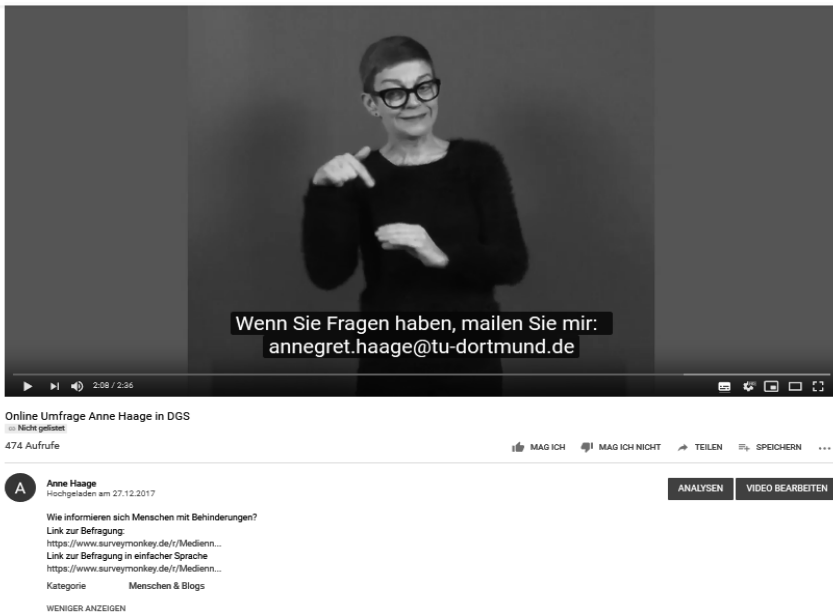 Wenn Sie Fragen haben, mailen Sie mir:
annegret.haage@tu-dortmund.de
2:08 / 2:36
Online Umfrage Anne Haage in DGS
Nicht gelistet
474 Aufrufe
MAG ICH MAG ICH NICHT TEILEN SPEICHERN
A
Anne Haage
Hochgeladen am 27.12.2017
ANALYSEN VIDEO BEARBEITEN
Wie informieren sich Menschen mit Behinderungen?
Link zur Befragung:
https://www.surveymonkey.de/r/Medienn...
Link zur Befragung in einfacher Sprache
https://www.surveymonkey.de/r/Medienn...
Kategorie Menschen & Blogs
WENIGER ANZEIGEN